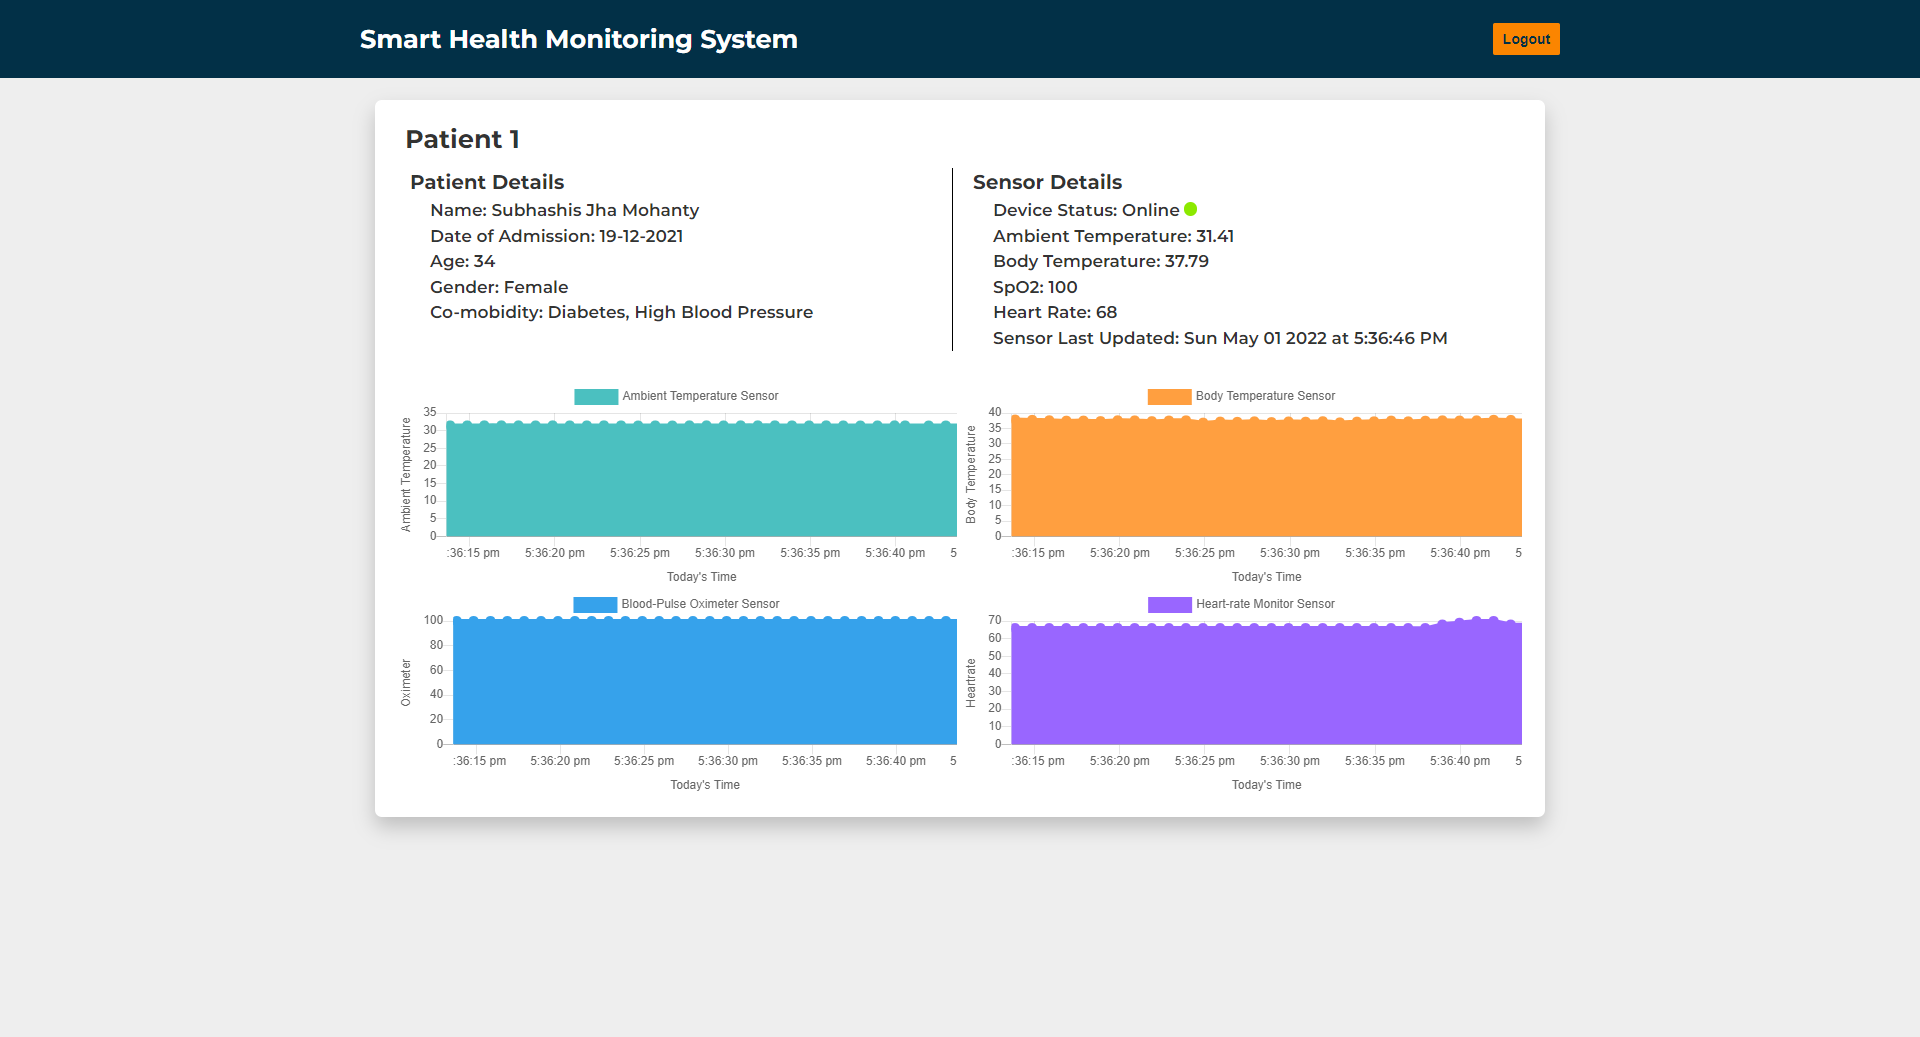 Smart Health Monitoring System
Logout
Patient 1
Patient Details
Name: Subhashis Jha Mohanty
Date of Admission: 19-12-2021
Age: 34
Gender: Female
Co-mobidity: Diabetes, High Blood Pressure
Sensor Details
Device Status: Online
Ambient Temperature: 31.41
Body Temperature: 37.79
SpO2: 100
Heart Rate: 68
Sensor Last Updated: Sun May 01 2022 at 5:36:46 PM
Ambient Temperature Sensor
Ambient Temperature
35
30
25
20
15
10
5
0
:36:15 pm 5:36:20 pm 5:36:25 pm 5:36:30 pm 5:36:35 pm 5:36:40 pm 5
Today's Time
Body Temperature Sensor
Body Temperature
40
35
30
25
20
15
10
5
0
:36:15 pm 5:36:20 pm 5:36:25 pm 5:36:30 pm 5:36:35 pm 5:36:40 pm 5
Today's Time
Blood-Pulse Oximeter Sensor
Oximeter
100
80
60
40
20
0
:36:15 pm 5:36:20 pm 5:36:25 pm 5:36:30 pm 5:36:35 pm 5:36:40 pm 5
Today's Time
Heart-rate Monitor Sensor
Heartrate
70
60
50
40
30
20
10
0
:36:15 pm 5:36:20 pm 5:36:25 pm 5:36:30 pm 5:36:35 pm 5:36:40 pm 5
Today's Time